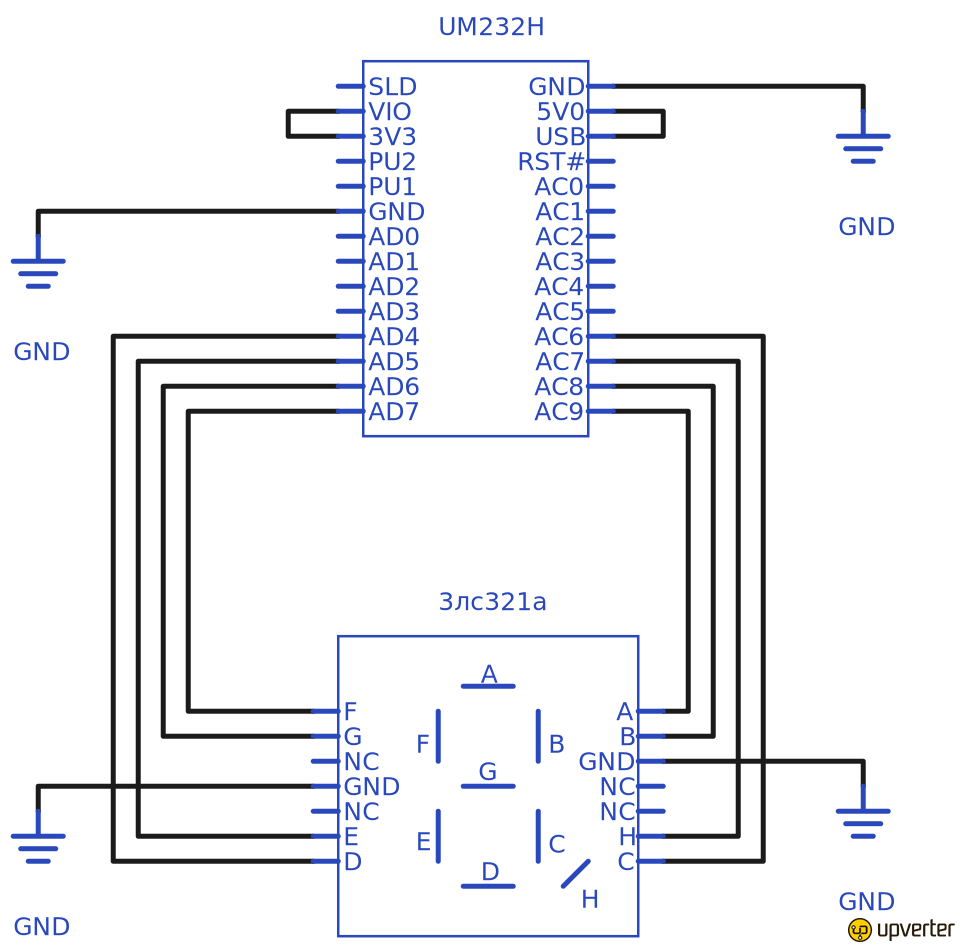 UM232H
SLD
VIO
3V3
PU2
PU1
GND
AD0
AD1
AD2
AD3
AD4
AD5
AD6
AD7
GND
5V0
USB
RST#
AC0
AC1
AC2
AC3
AC4
AC5
AC6
AC7
AC8
AC9
GND
GND
3лс321а
F
G
NC
GND
NC
E
D
A
F
B
G
E
C
D
H
A
B
GND
NC
NC
H
C
GND
GND
upverter